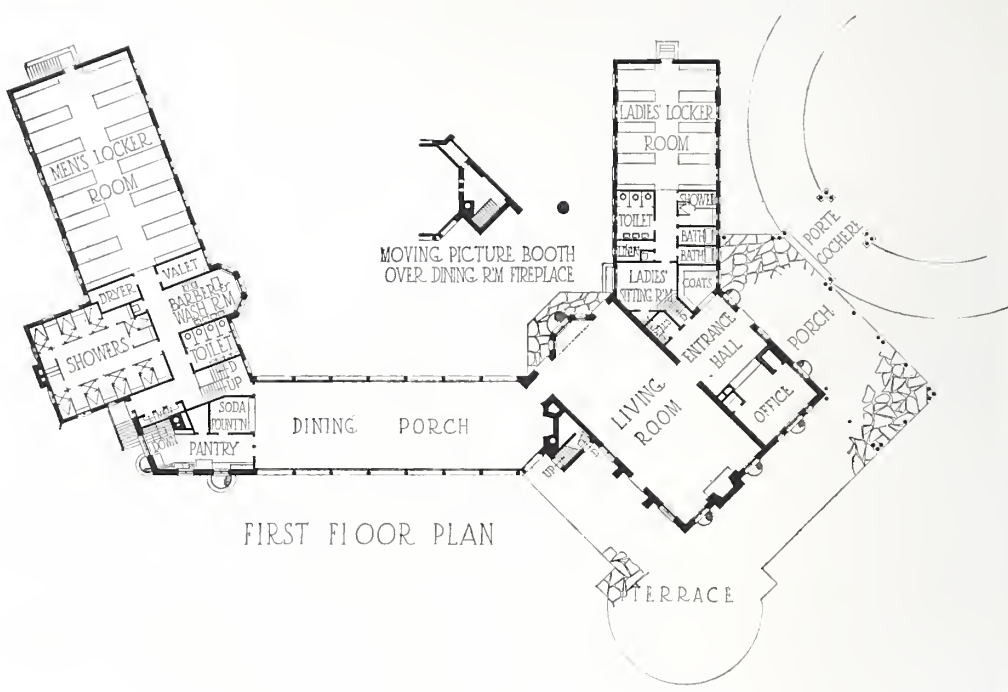 MEN'S LOCKER
ROOM
LADIES' LOCKER
ROOM
MOVING PICTURE BOOTH
OVER DINING R'M FIREPLACE
TOILET
SHOWER
LINEN
BATH
BATH
LADIES'
SITTING R'M
COATS
PORTE
COCHERE
PORCH
ENTRANCE
HALL
OFFICE
LIVING
ROOM
VALET
DRYER
BARBER &
WASH R'M
SHOWERS
TOILET
UP
SODA
FOUNT'N
PANTRY
DOWN
DINING PORCH
UP
FIRST FLOOR PLAN
TERRACE